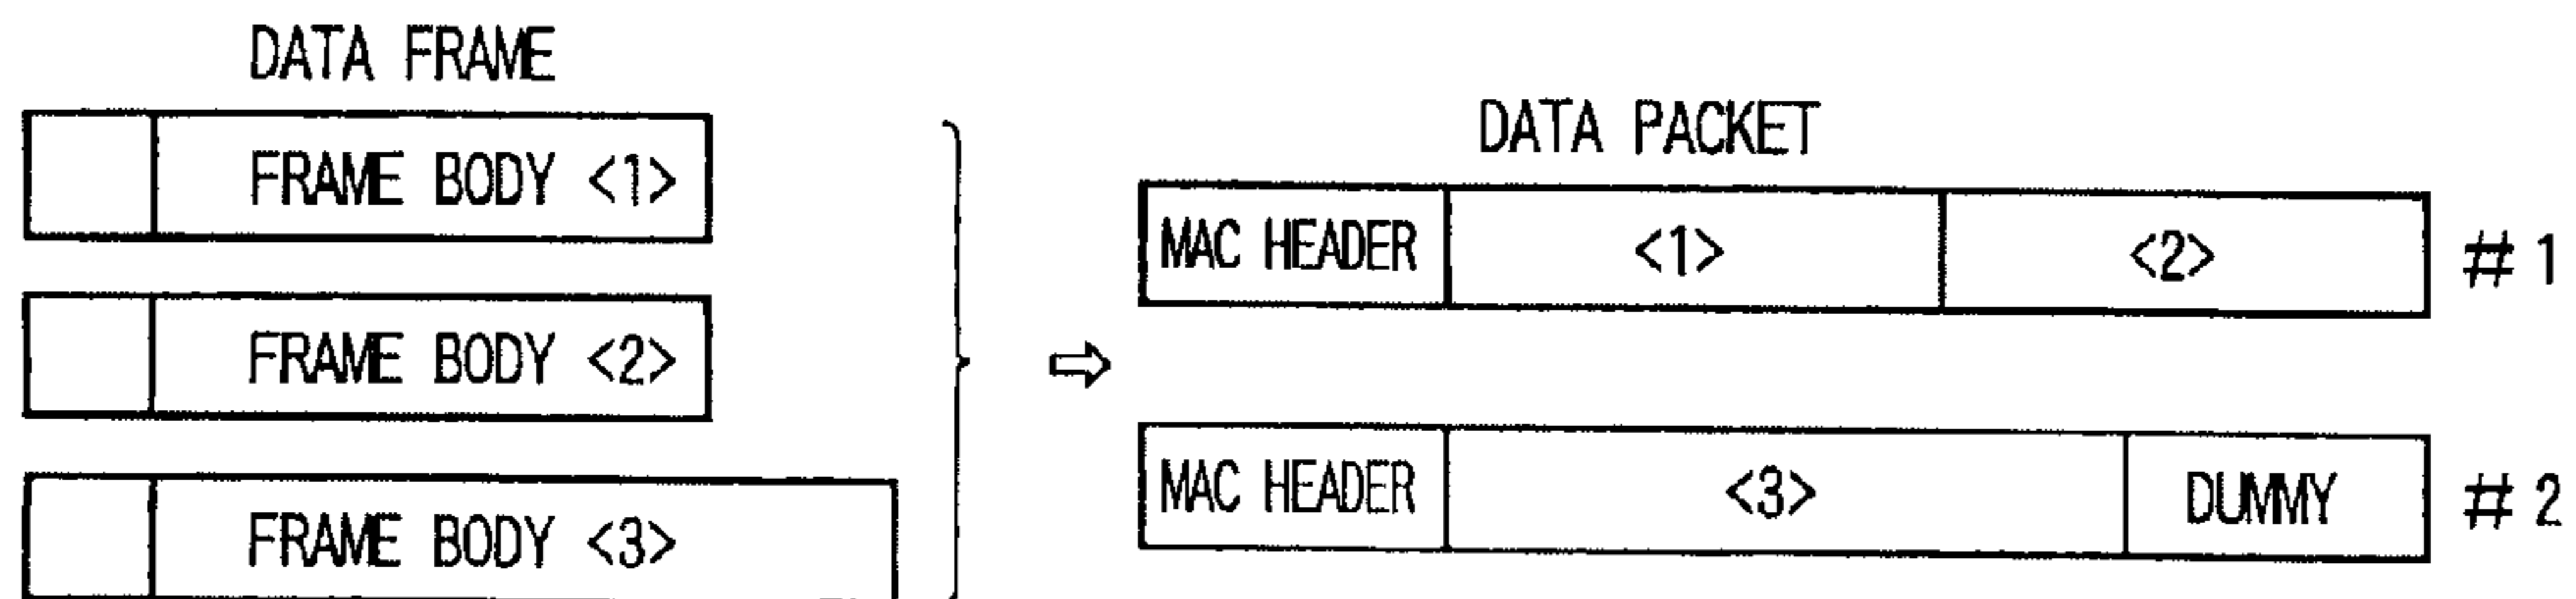 DATA FRAME
FRAME BODY <1>
FRAME BODY <2>
FRAME BODY <3>
DATA PACKET
MAC HEADER <1> <2> # 1
MAC HEADER <3> DUMMY # 2